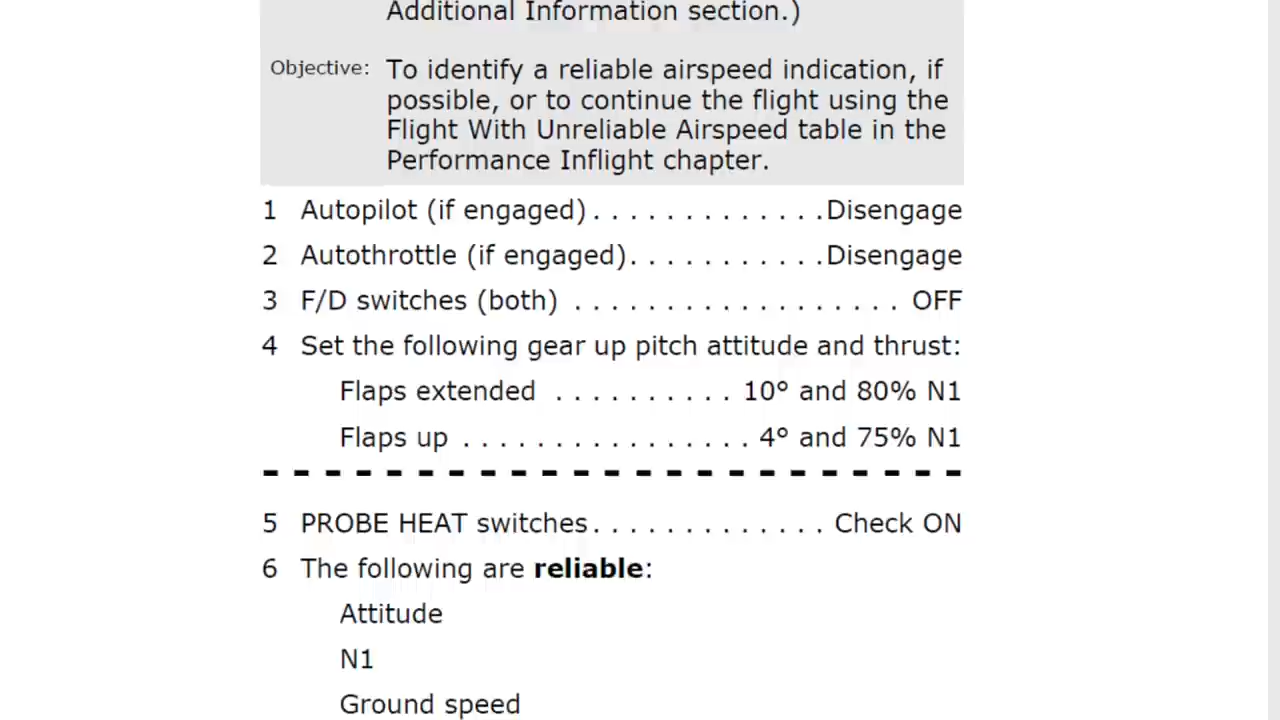 Additional Information section.)
Objective: To identify a reliable airspeed indication, if
possible, or to continue the flight using the
Flight With Unreliable Airspeed table in the
Performance Inflight chapter.
1 Autopilot (if engaged) . . . . . . . . . . . . .Disengage
2 Autothrottle (if engaged). . . . . . . . . . .Disengage
3 F/D switches (both) . . . . . . . . . . . . . . . . . . OFF
4 Set the following gear up pitch attitude and thrust:
Flaps extended . . . . . . . . . . 10° and 80% N1
Flaps up . . . . . . . . . . . . . . . . 4° and 75% N1
5 PROBE HEAT switches. . . . . . . . . . . . . Check ON
6 The following are reliable:
Attitude
N1
Ground speed